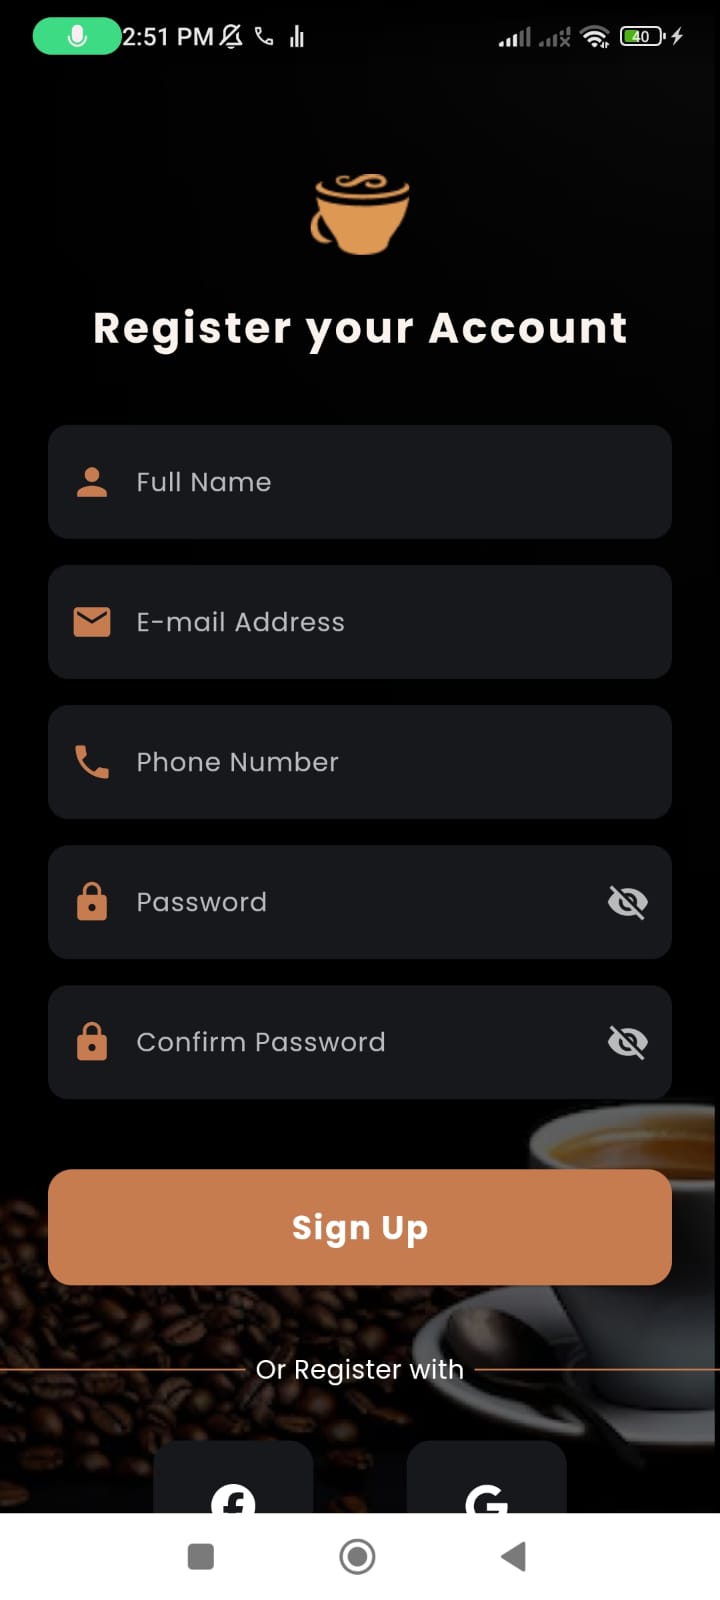 2:51 PM
40
Register your Account
Full Name
E-mail Address
Phone Number
Password
Confirm Password
Sign Up
Or Register with